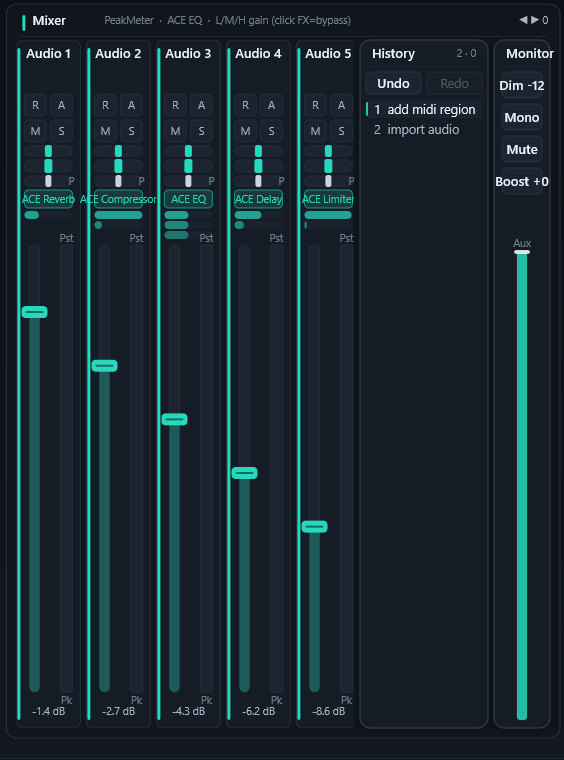 Mixer
PeakMeter · ACE EQ · L/M/H gain (click FX=bypass)
◀ ▶ 0
Audio 1
Audio 2
Audio 3
Audio 4
Audio 5
History
2 · 0
Monitor
Undo
Redo
Dim -12
R A
R A
R A
R A
R A
1 add midi region
Mono
M S
M S
M S
M S
M S
2 import audio
Mute
P
P
P
P
P
Boost +0
ACE Reverb
ACE Compressor
ACE EQ
ACE Delay
ACE Limiter
Pst
Pst
Pst
Pst
Pst
Aux
Pk
Pk
Pk
Pk
Pk
-1.4 dB
-2.7 dB
-4.3 dB
-6.2 dB
-8.6 dB